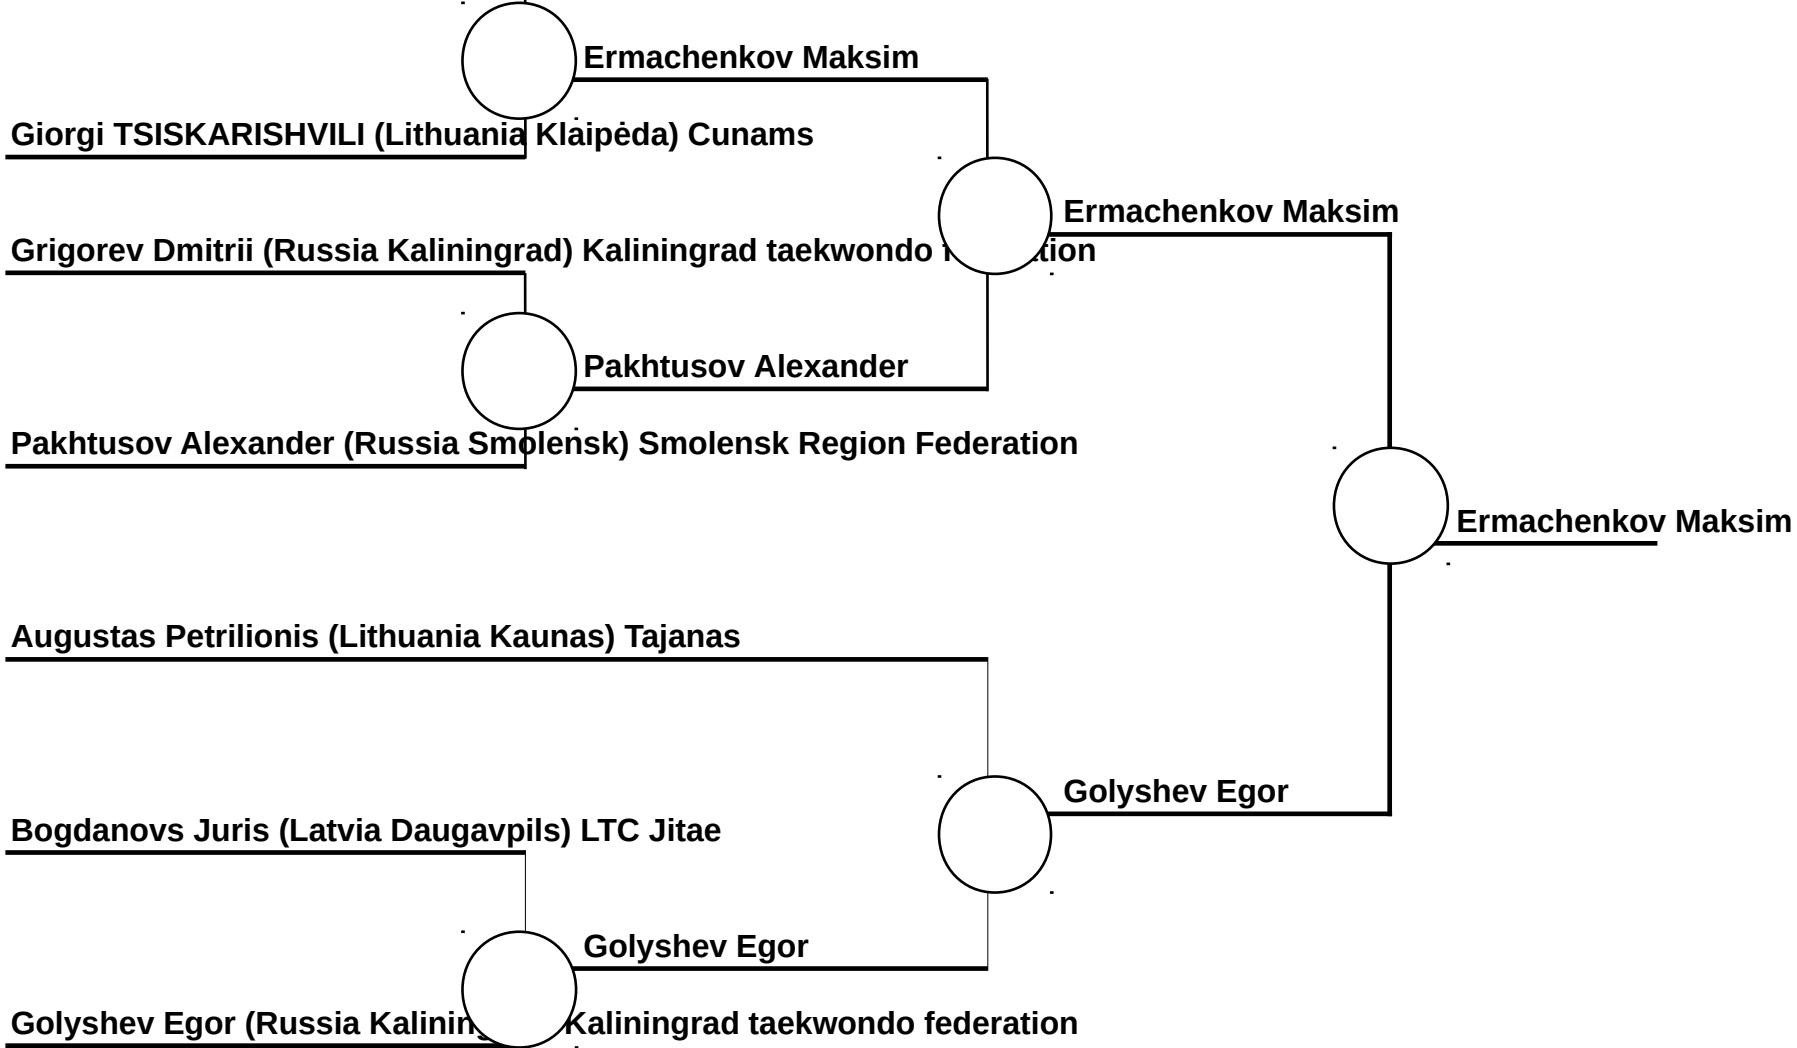 Ermachenkov Maksim
Giorgi TSISKARISHVILI (Lithuania Klaipėda) Cunams
Ermachenkov Maksim
Grigorev Dmitrii (Russia Kaliningrad) Kaliningrad taekwondo
Pakhtusov Alexander
Pakhtusov Alexander (Russia Smolensk) Smolensk Region Federation
Ermachenkov Maksim
Augustas Petrilionis (Lithuania Kaunas) Tajanas
Golyshev Egor
Bogdanovs Juris (Latvia Daugavpils) LTC Jitae
Golyshev Egor
Golyshev Egor (Russia Kaliningrad taekwondo federation